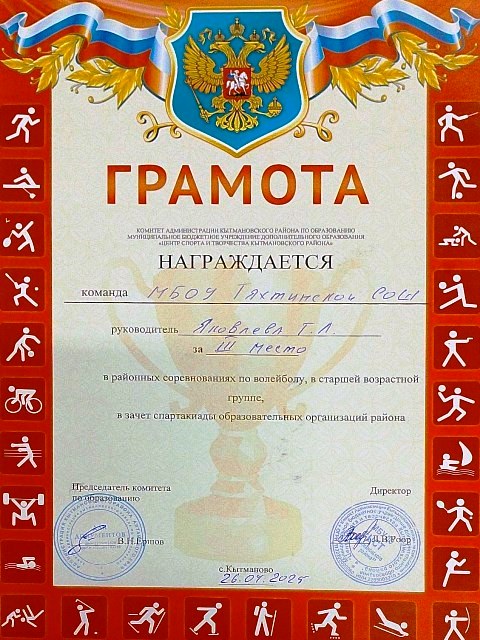 ГРАМОТА
КОМИТЕТ АДМИНИСТРАЦИИ КЫТМАНОВСКОГО РАЙОНА ПО ОБРАЗОВАНИЮ
МУНИЦИПАЛЬНОЕ БЮДЖЕТНОЕ УЧРЕЖДЕНИЕ ДОПОЛНИТЕЛЬНОГО ОБРАЗОВАНИЯ
«ЦЕНТР СПОРТА И ТВОРЧЕСТВА КЫТМАНОВСКОГО РАЙОНА»
НАГРАЖДАЕТСЯ
команда МБОУ Тяхтинской СОШ
руководитель Яковлева Т.Л.
за III место
в районных соревнованиях по волейболу, в старшей возрастной
группе,
в зачет спартакиады образовательных организаций района
Председатель комитета
по образованию
Директор
с.Кытманово
26.04.2025